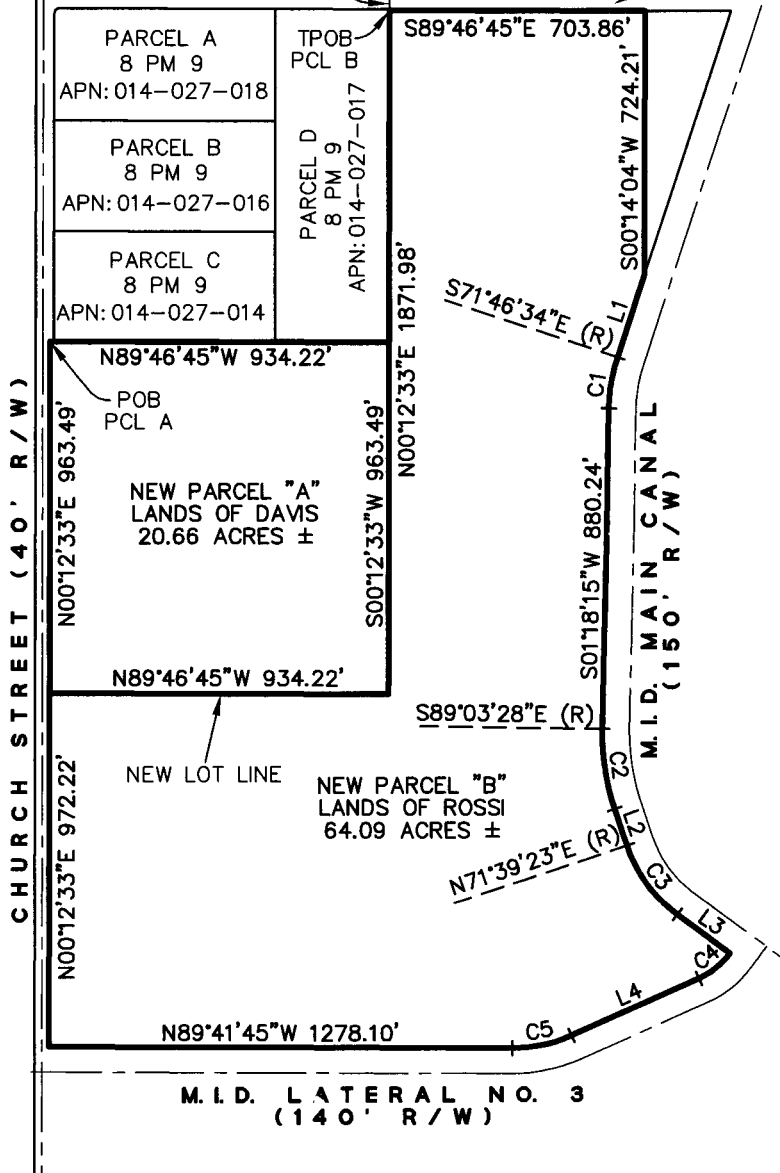 PARCEL A
8 PM 9
APN: 014-027-018
PARCEL B
8 PM 9
APN: 014-027-016
PARCEL C
8 PM 9
APN: 014-027-014
TPOB
PCL B
PARCEL D
8 PM 9
APN: 014-027-017
S89°46'45"E 703.86'
S00°14'04"W 724.21'
N00°12'33"E 1871.98'
S71°46'34"E (R)
L1
C1
N89°46'45"W 934.22'
POB
PCL A
N00°12'33"E 963.49'
NEW PARCEL "A"
LANDS OF DAVIS
20.66 ACRES ±
S00°12'33"W 963.49'
S01°18'15"W 880.24'
M.I.D. MAIN CANAL
(150' R/W)
CHURCH STREET (40' R/W)
N89°46'45"W 934.22'
NEW LOT LINE
S89°03'28"E (R)
C2
NEW PARCEL "B"
LANDS OF ROSSI
64.09 ACRES ±
L2
N71°39'23"E (R)
C3
L3
C4
L4
N00°12'33"E 972.22'
N89°41'45"W 1278.10'
C5
M.I.D. LATERAL NO. 3
(140' R/W)